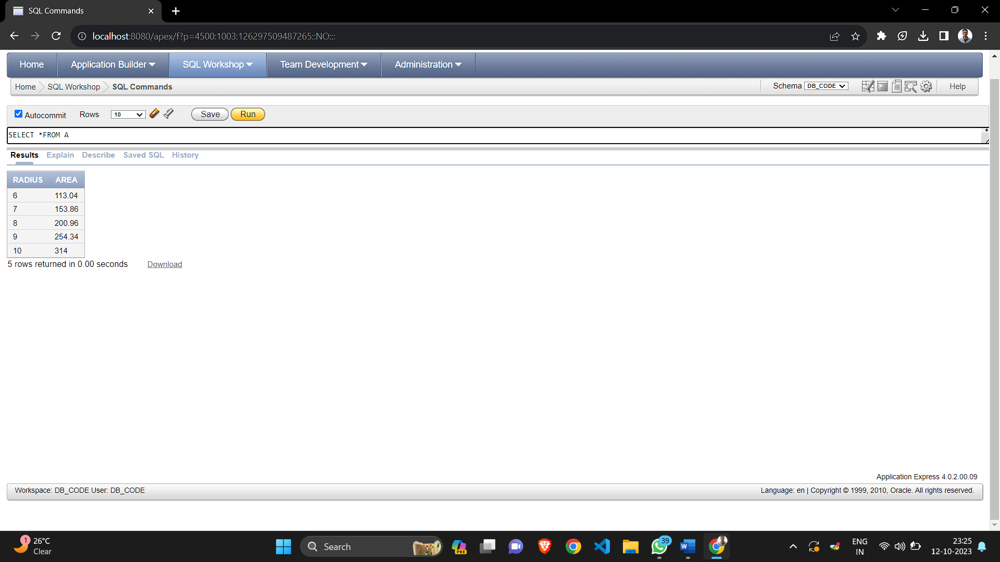 SQL Commands
localhost:8080/apex/f?p=4500:1003:126297509487265::NO:::
Home Application Builder SQL Workshop Team Development Administration
Home SQL Workshop SQL Commands Schema DB_CODE Help
Autocommit Rows 10 Save Run
SELECT *FROM A
Results Explain Describe Saved SQL History
RADIUS AREA
6 113.04
7 153.86
8 200.96
9 254.34
10 314
5 rows returned in 0.00 seconds Download
Application Express 4.0.2.00.09
Workspace: DB_CODE User: DB_CODE Language: en | Copyright © 1999, 2010, Oracle. All rights reserved.
1 26°C
Clear
Search
PRE
39
W
ENG
IN
23:25
12-10-2023